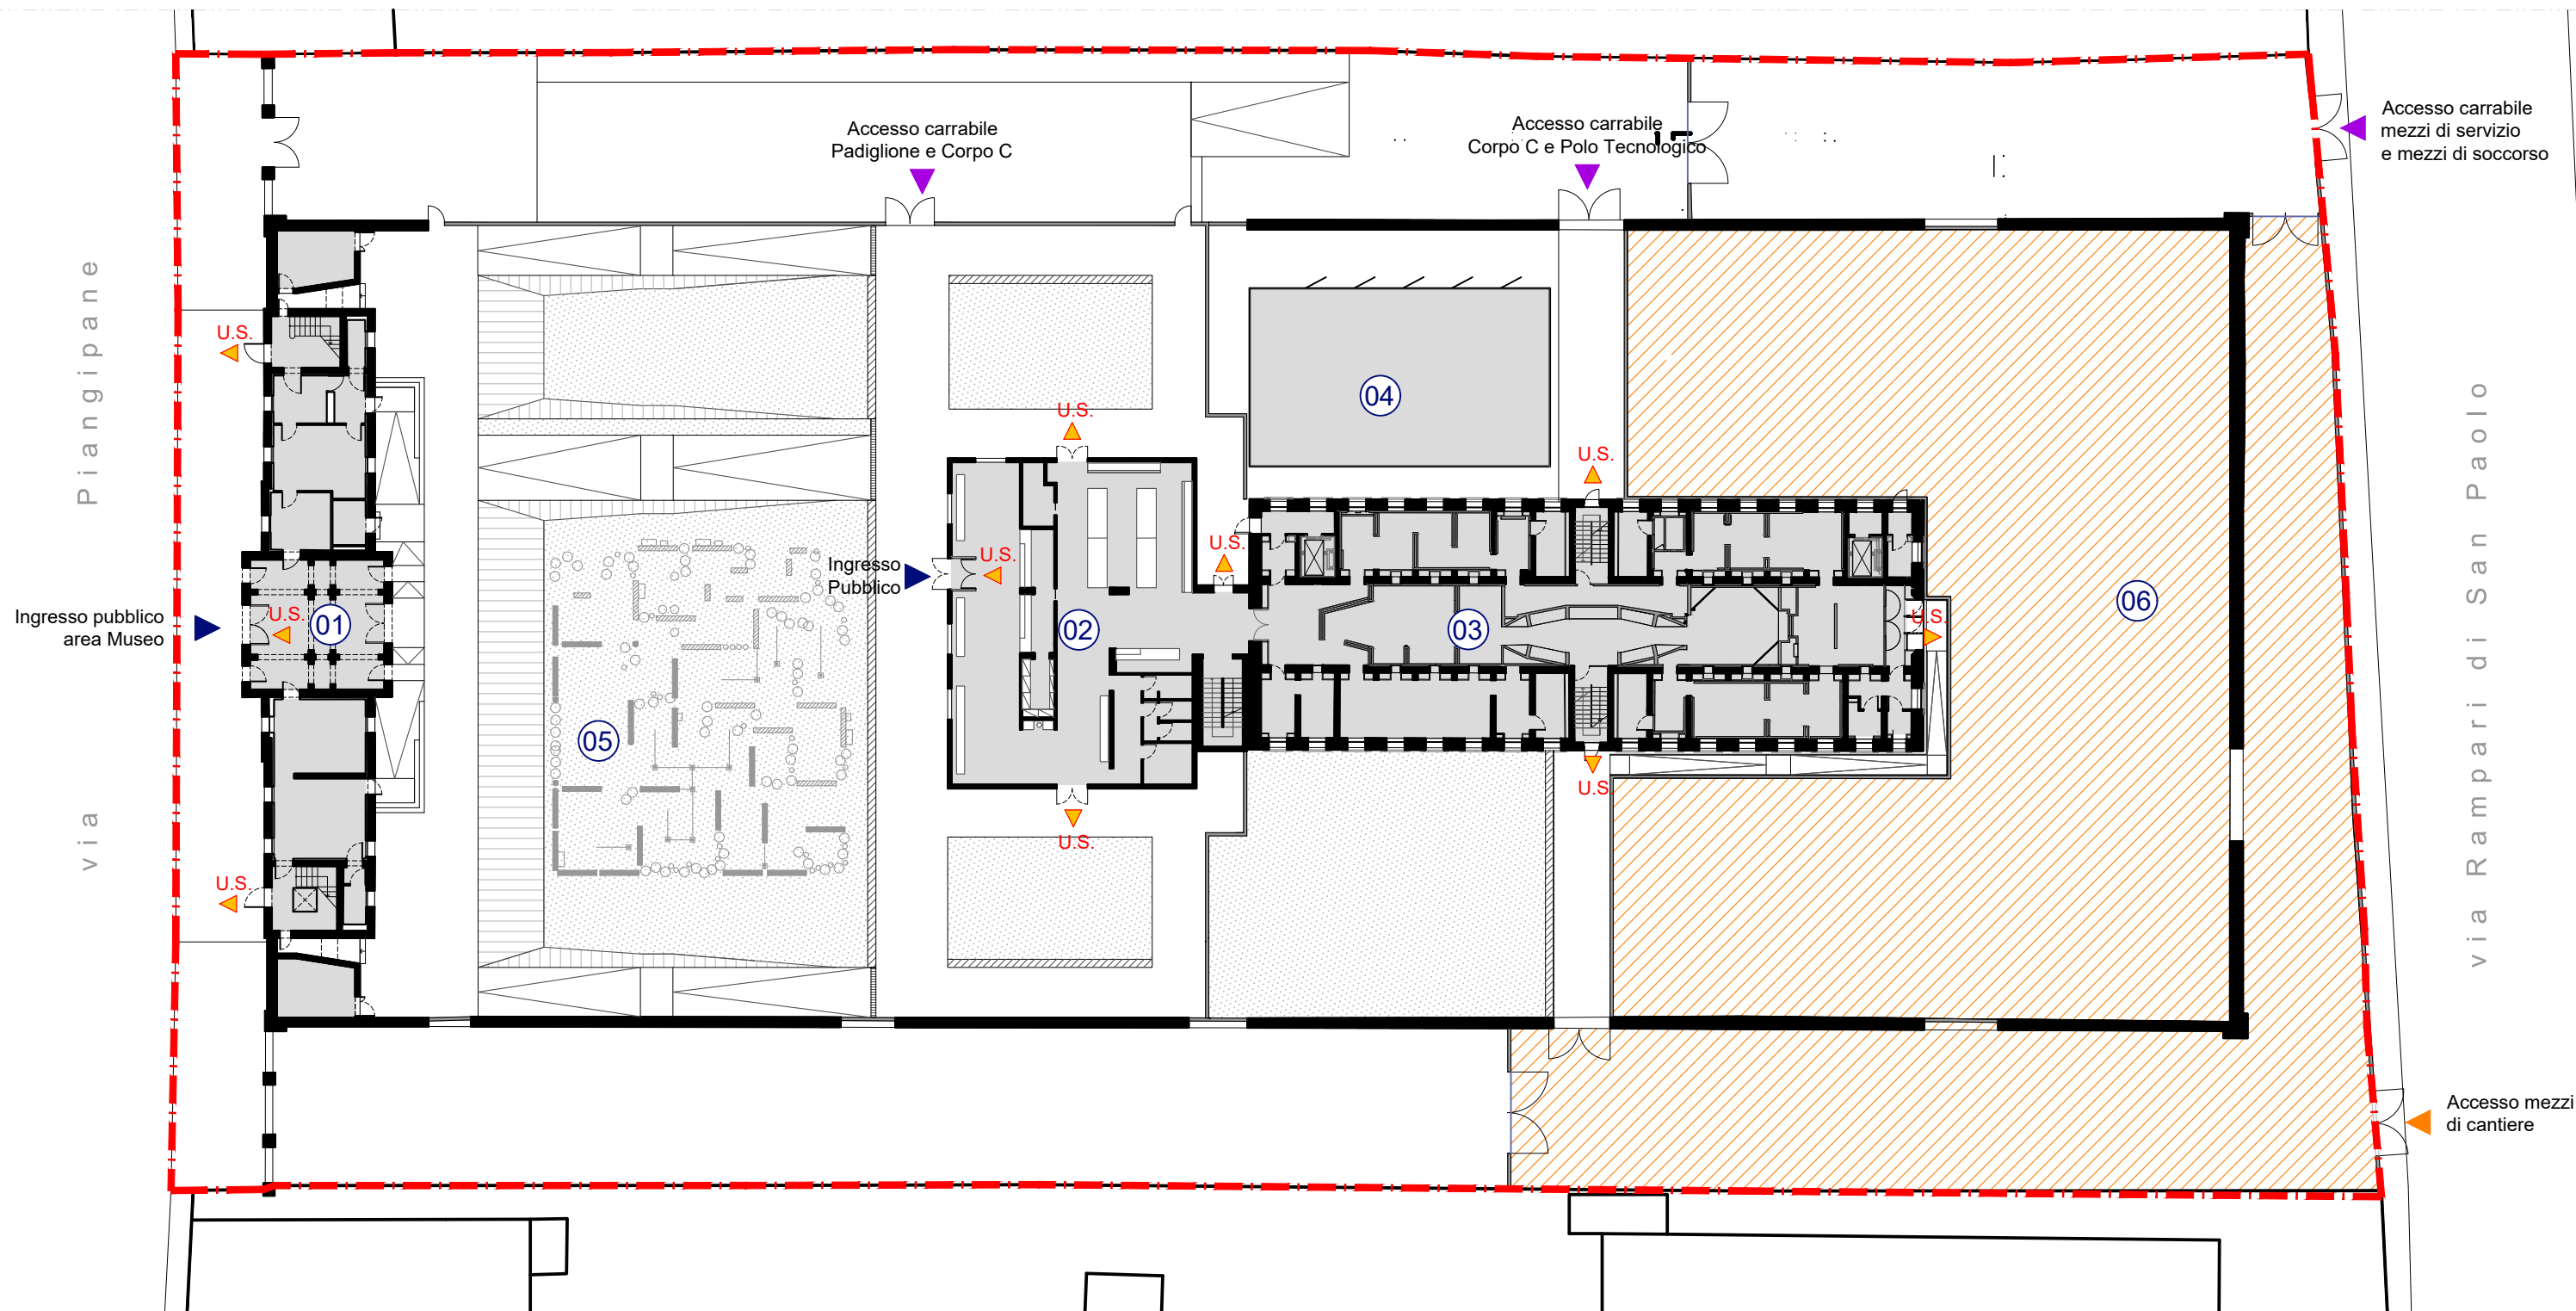 Accesso carrabile
Padiglione e Corpo C
Accesso carrabile
Corpo C e Polo Tecnologico
Accesso carrabile
mezzi di servizio
e mezzi di soccorso
via Piangipane
via Rampari di San Paolo
U.S.
04
U.S.
U.S.
U.S.
U.S.
Ingresso
Pubblico
06
Ingresso pubblico
area Museo
U.S.
01
02
03
U.S.
05
U.S.
U.S.
U.S.
Accesso mezzi
di cantiere